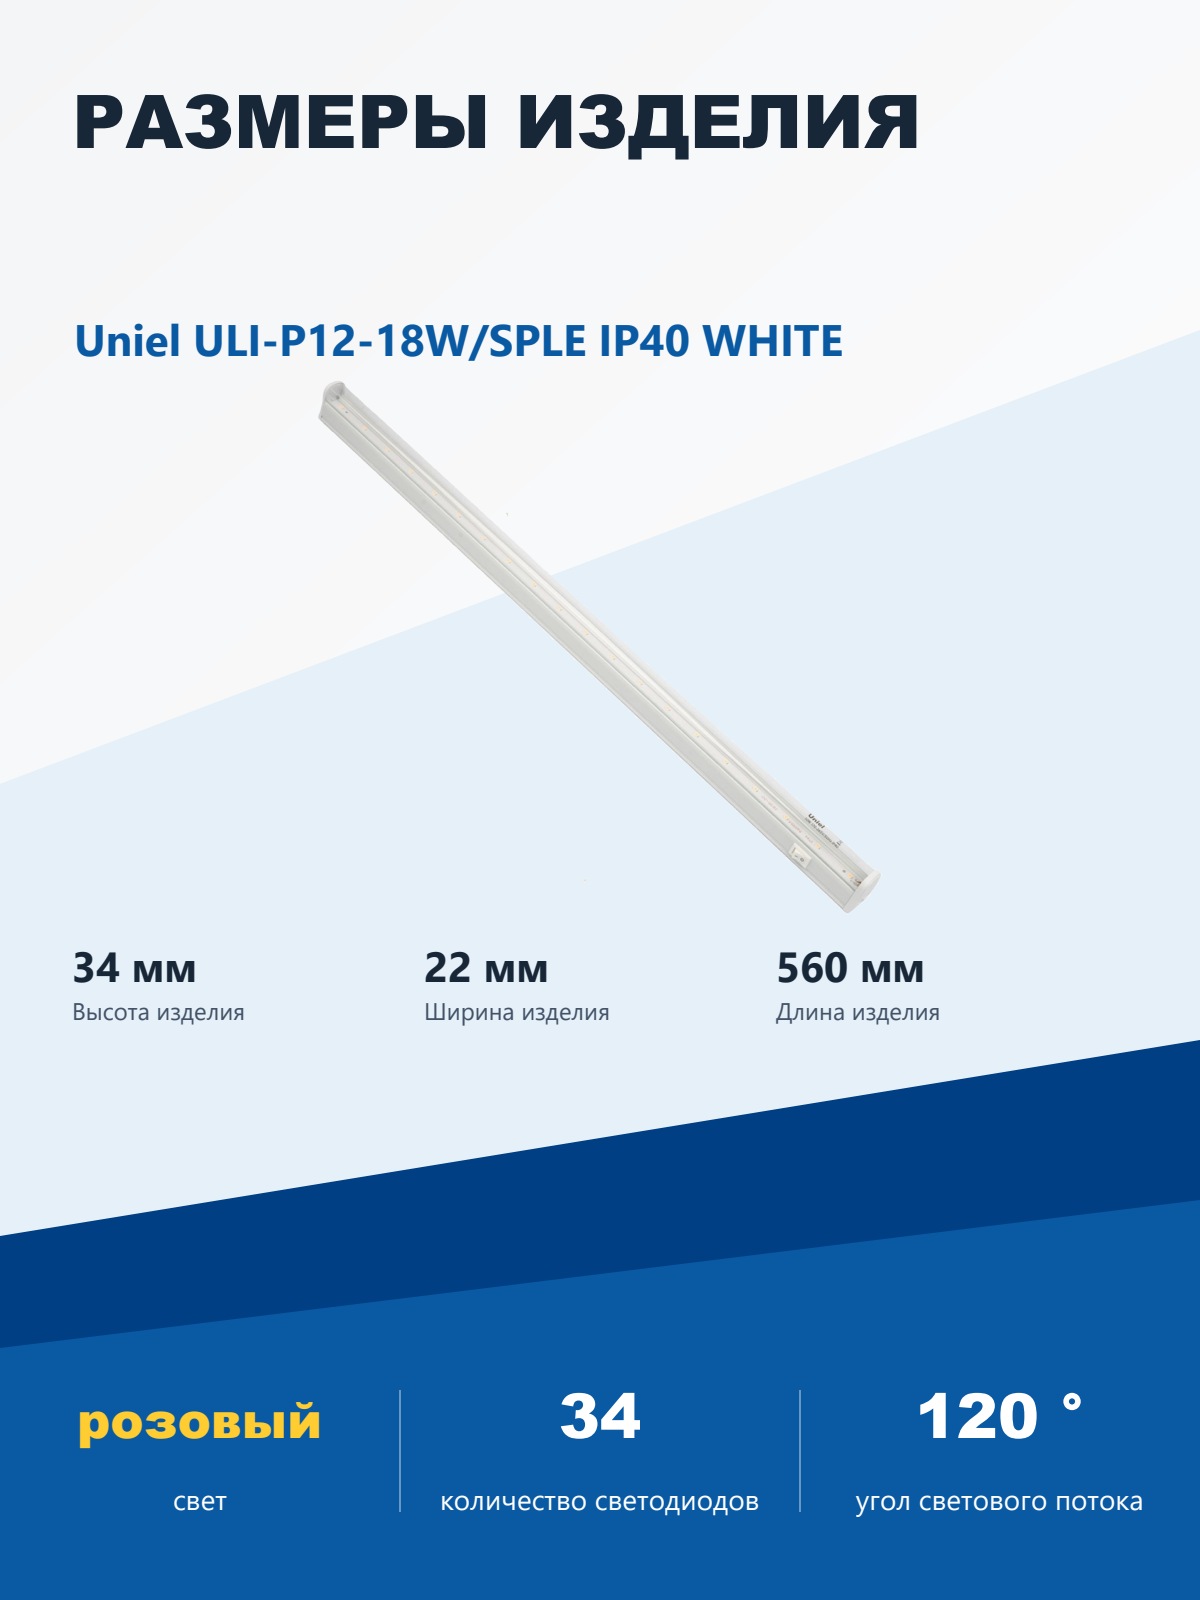 РАЗМЕРЫ ИЗДЕЛИЯ
Uniel ULI-P12-18W/SPLE IP40 WHITE
Uniel
34 мм
22 мм
560 мм
Высота изделия
Ширина изделия
Длина изделия
розовый
34
120 °
свет
количество светодиодов
угол светового потока